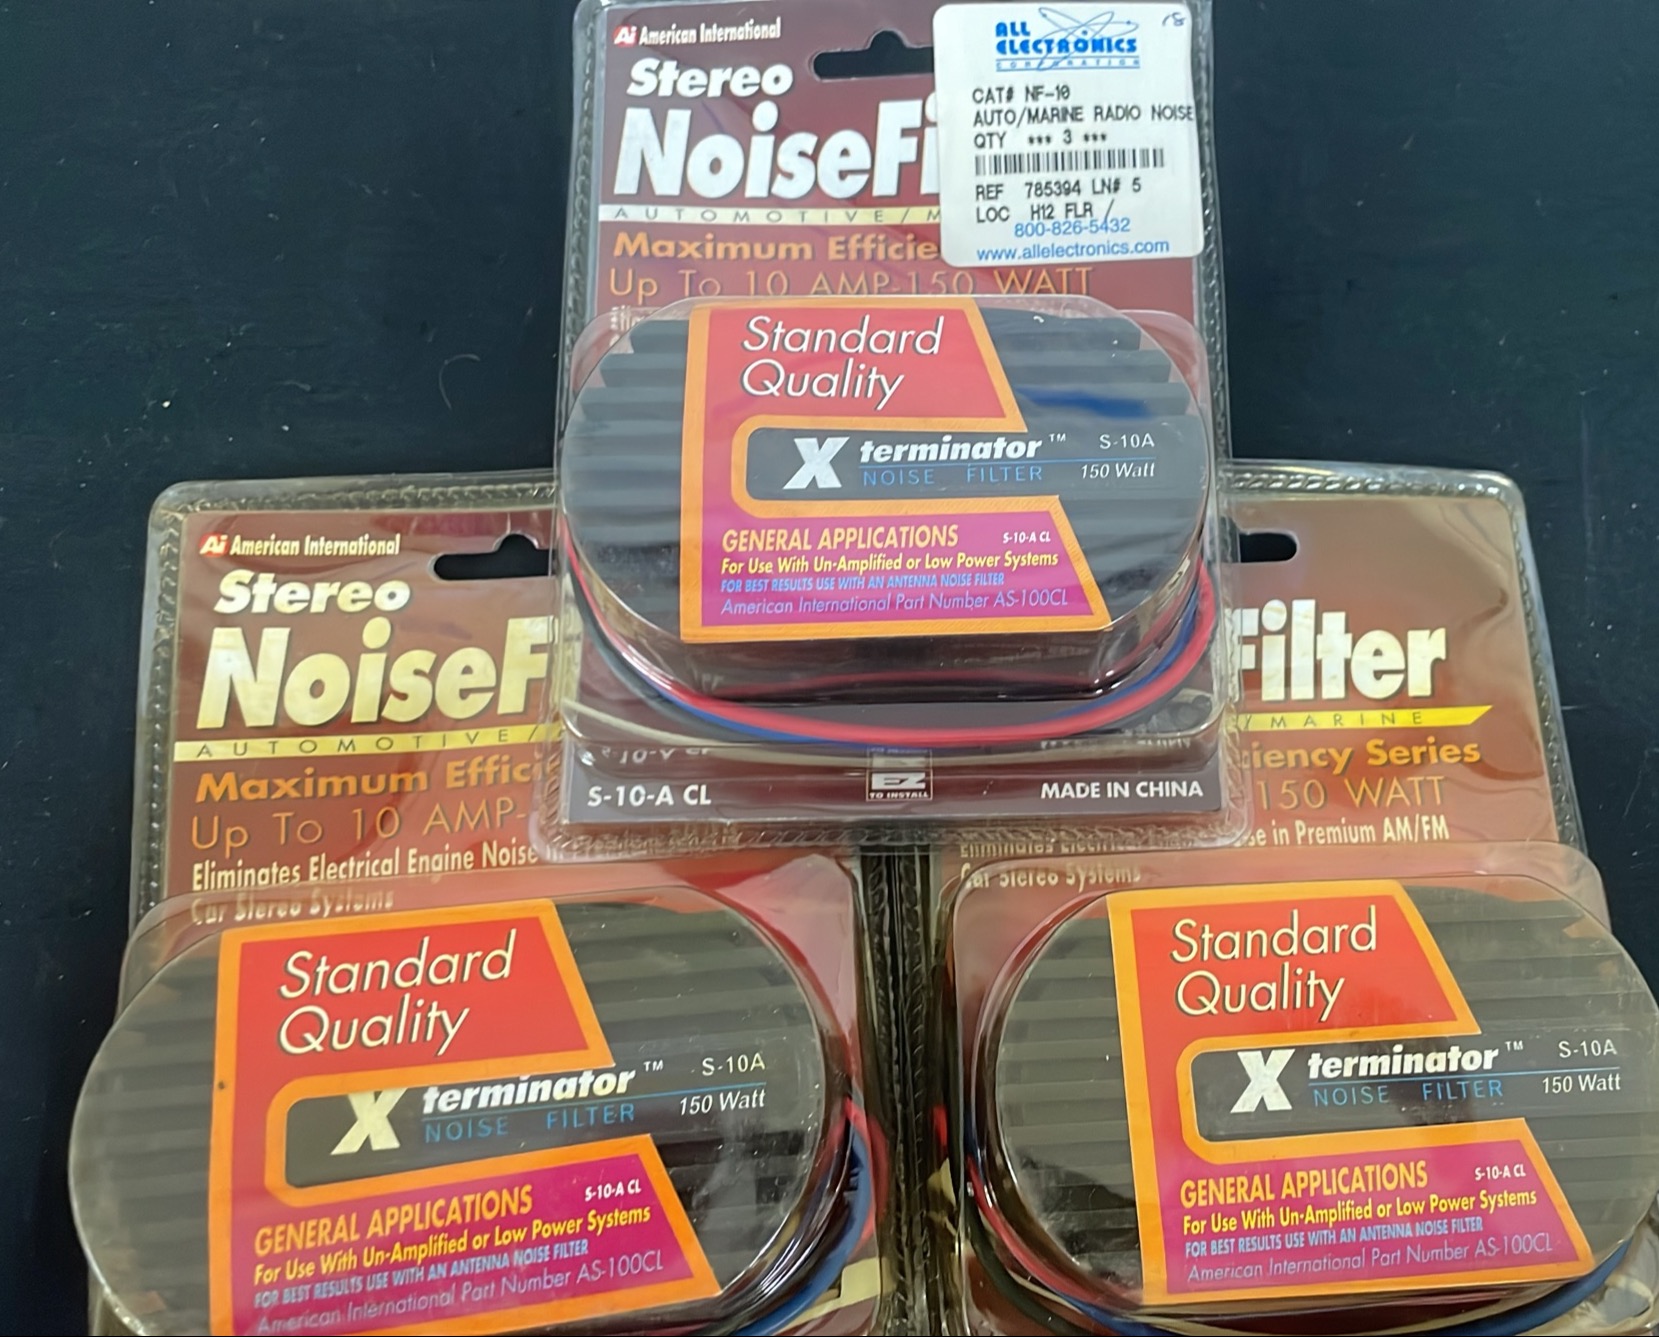 Ai American International
Stereo
NoiseFi
AUTOMOTIVE/M
Maximum Efficie
Up To 10 AMP-150 WATT
ALL
ELECTRONICS
CORPORATION
CAT# NF-10
AUTO/MARINE RADIO NOISE
QTY *** 3 ***
REF 785394 LN# 5
LOC H12 FLR /
800-826-5432
www.allelectronics.com
Standard
Quality
X terminator™ S-10A
NOISE FILTER 150 Watt
GENERAL APPLICATIONS S-10-A CL
For Use With Un-Amplified or Low Power Systems
FOR BEST RESULTS USE WITH AN ANTENNA NOISE FILTER
American International Part Number AS-100CL
EZ
TO INSTALL
S-10-A CL
MADE IN CHINA
Ai American International
Stereo
NoiseF
AUTOMOTIVE/
Maximum Effici
Up To 10 AMP-
Eliminates Electrical Engine Noise
Car Stereo Systems
Standard
Quality
X terminator™ S-10A
NOISE FILTER 150 Watt
GENERAL APPLICATIONS S-10-A CL
For Use With Un-Amplified or Low Power Systems
FOR BEST RESULTS USE WITH AN ANTENNA NOISE FILTER
American International Part Number AS-100CL
Filter
/MARINE
iency Series
150 WATT
se in Premium AM/FM
Car Stereo Systems
Standard
Quality
X terminator™ S-10A
NOISE FILTER 150 Watt
GENERAL APPLICATIONS S-10-A CL
For Use With Un-Amplified or Low Power Systems
FOR BEST RESULTS USE WITH AN ANTENNA NOISE FILTER
American International Part Number AS-100CL